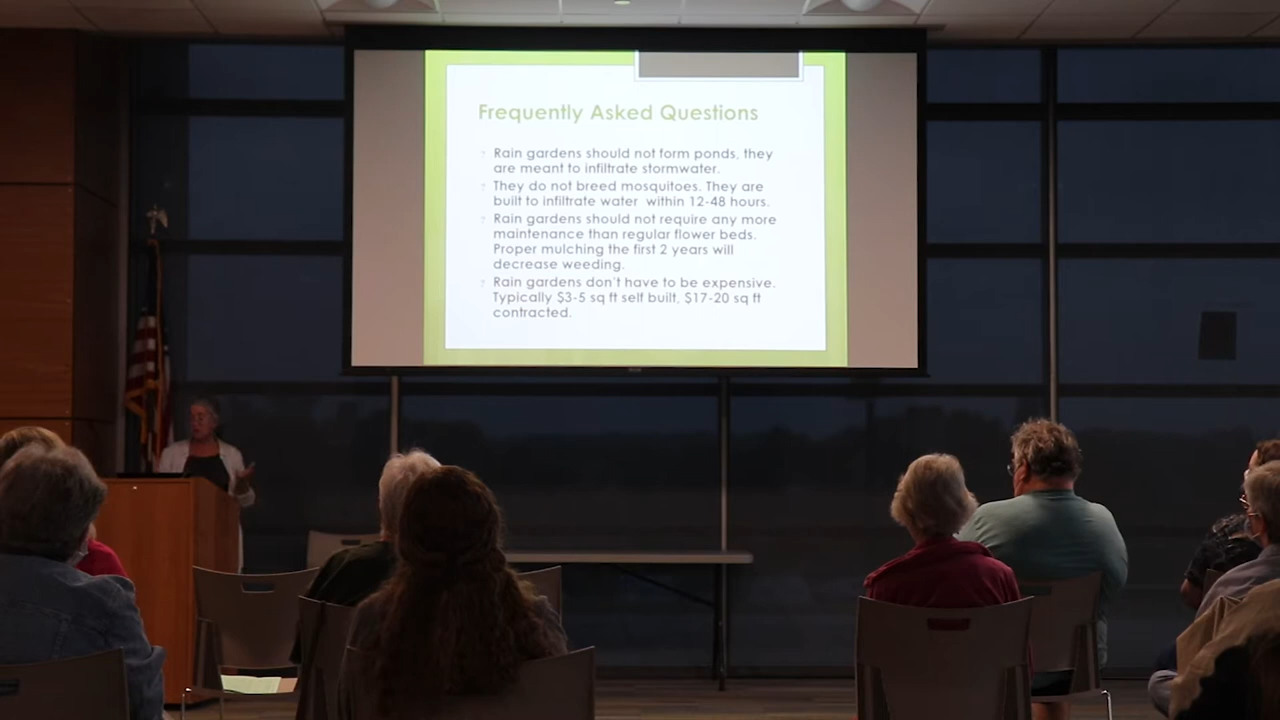 Frequently Asked Questions
? Rain gardens should not form ponds, they
are meant to infiltrate stormwater.
? They do not breed mosquitoes. They are
built to infiltrate water within 12-48 hours.
? Rain gardens should not require any more
maintenance than regular flower beds.
Proper mulching the first 2 years will
decrease weeding.
? Rain gardens don't have to be expensive.
Typically $3-5 sq ft self built, $17-20 sq ft
contracted.